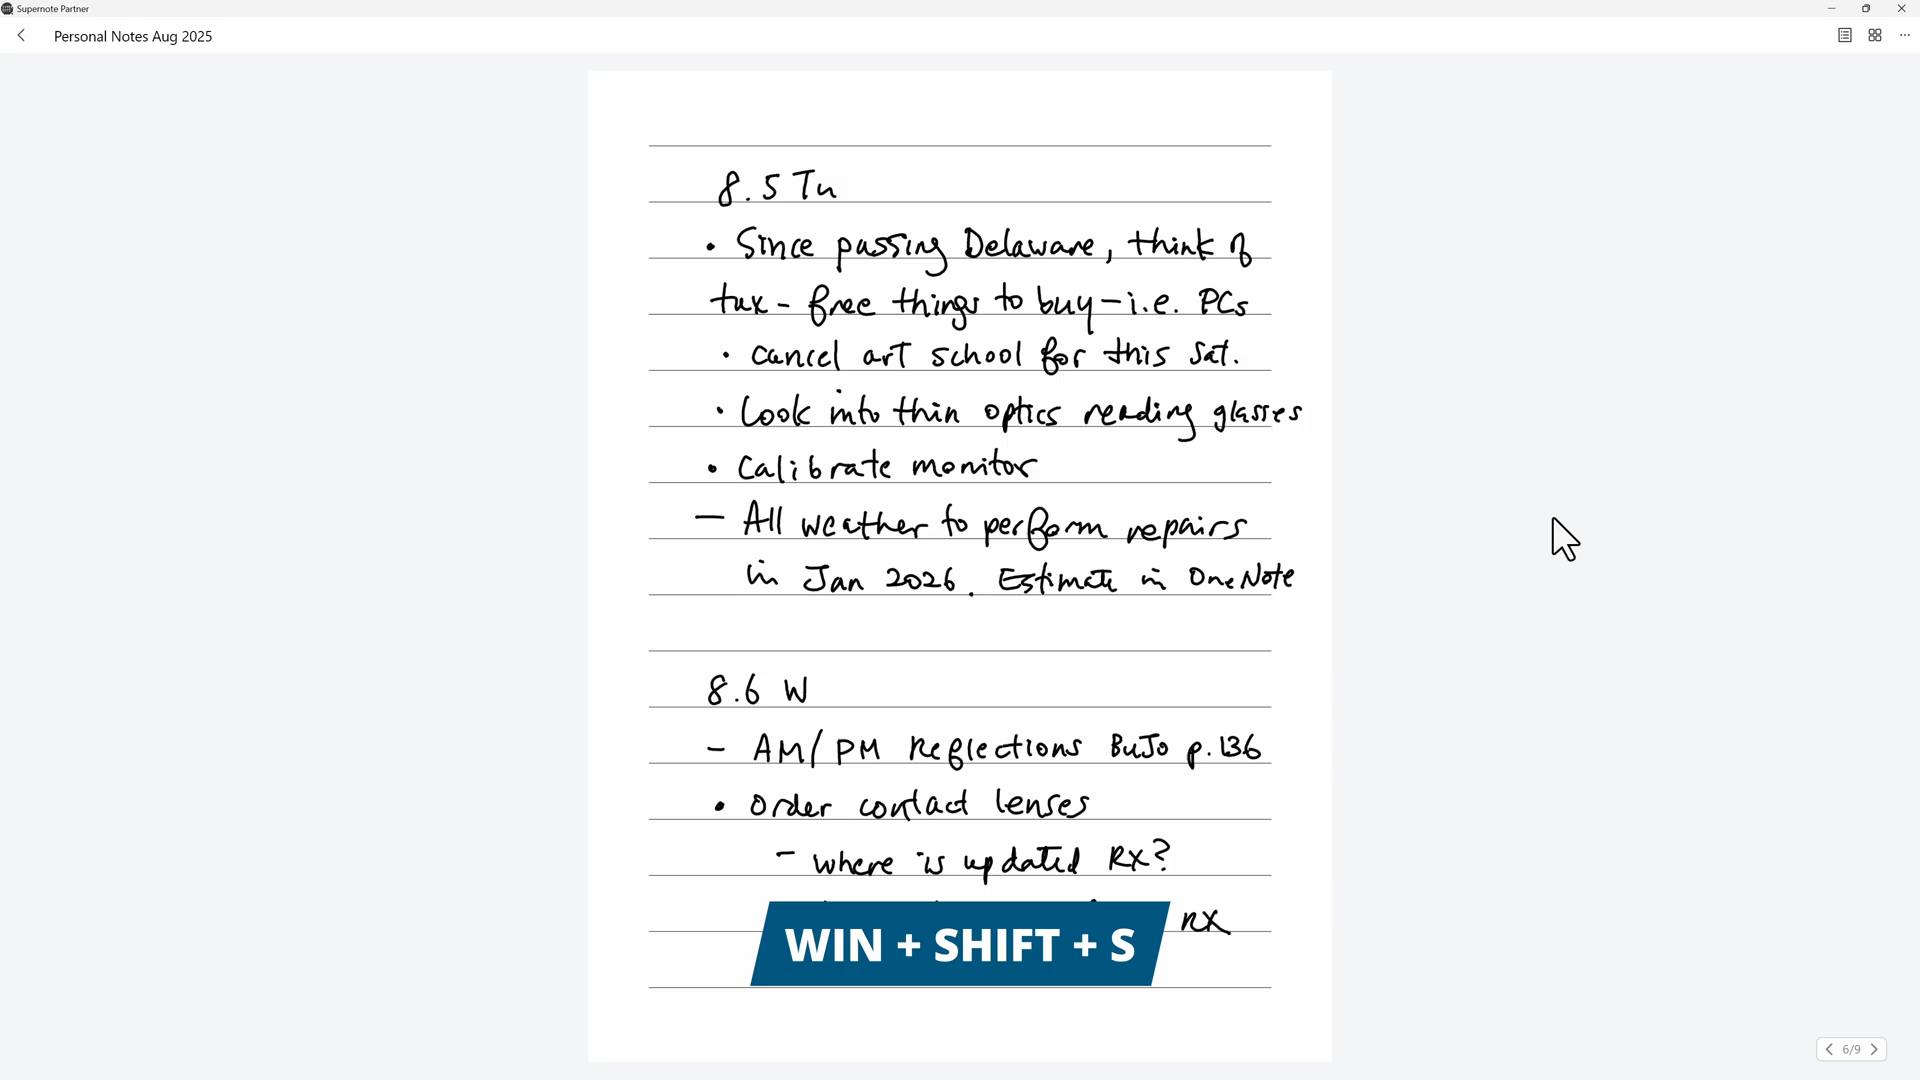 Supernote Partner
Personal Notes Aug 2025
8.5 Tu
• Since passing Delaware, think of
tax-free things to buy - i.e. PCs
• Cancel art school for this Sat.
• Look into thin optics reading glasses
• Calibrate monitor
— All weather to perform repairs
in Jan 2026. Estimate in OneNote
8.6 W
- AM/PM Reflections BuJo p.136
• Order contact lenses
- where is updated RX?
RX
WIN + SHIFT + S
6/9